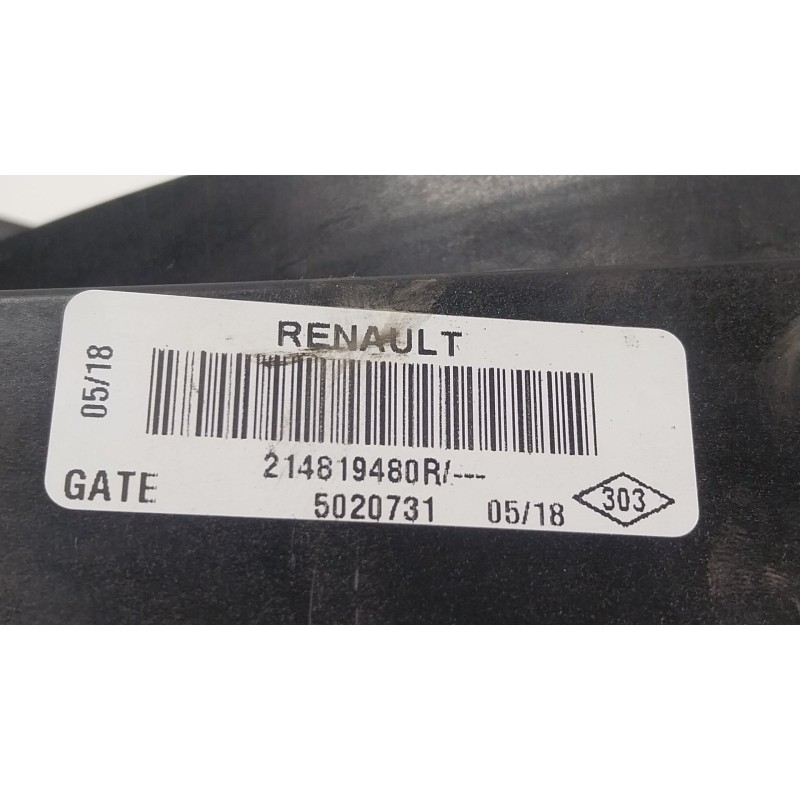 RENAULT
05/18
214819480R/---
GATE
5020731 05/18 303